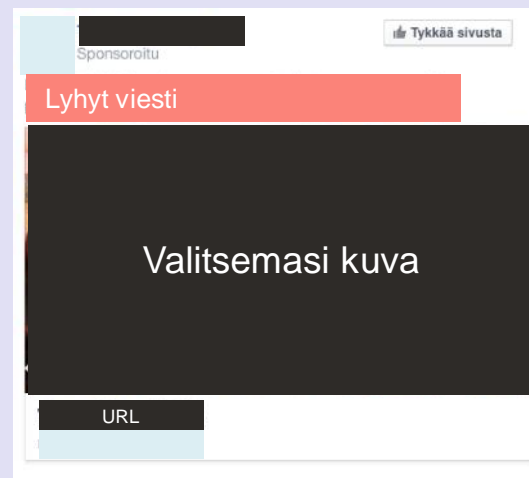 Tykkää sivusta
Sponsoroitu
Lyhyt viesti
Valitsemasi kuva
URL